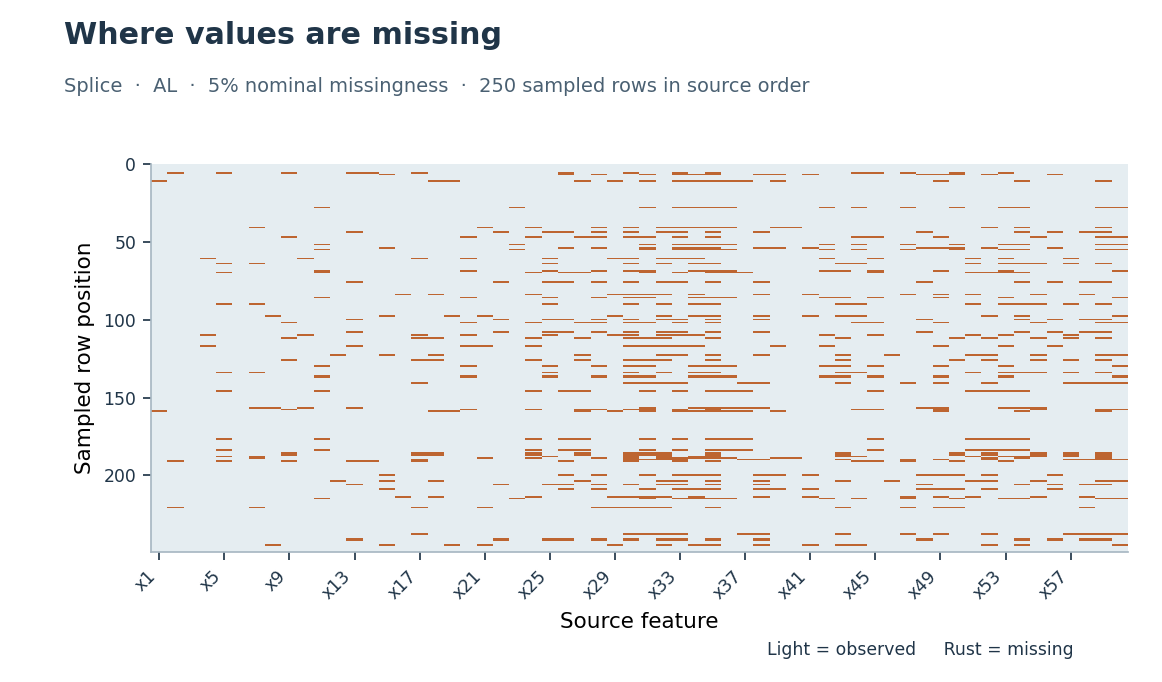 Where values are missing
Splice · AL · 5% nominal missingness · 250 sampled rows in source order
0
50
100
150
200
Sampled row position
x1 x5 x9 x13 x17 x21 x25 x29 x33 x37 x41 x45 x49 x53 x57
Source feature
Light = observed Rust = missing